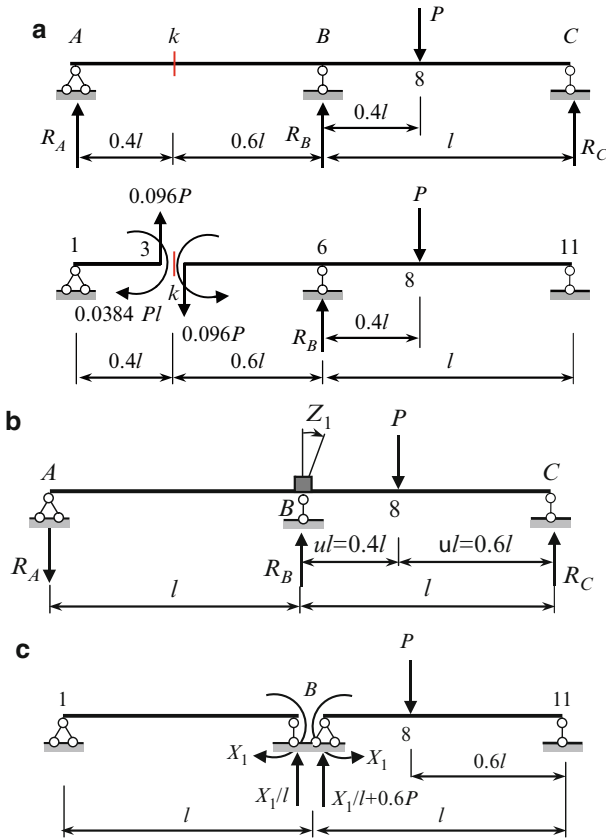 a
A k B P C
8
R_A 0.4l 0.6l R_B 0.4l l R_C
0.096P P
1 3 6 11
k 8
0.0384 Pl 0.096P R_B 0.4l
0.4l 0.6l l
b
Z_1
A P C
B 8
R_A R_B ul=0.4l ul=0.6l R_C
l l
c
P
1 B 11
8
X_1 X_1 0.6l
X_1/l X_1/l+0.6P
l l